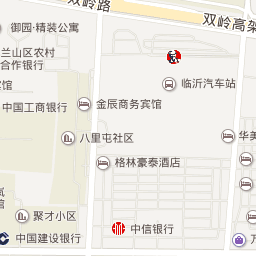 双岭路
双岭高架
御园·精装公寓
兰山区农村
合作银行
宾馆
临沂汽车站
中国工商银行
金辰商务宾馆
八里屯社区
华美
格林豪泰酒店
聚才小区
中信银行
中国建设银行